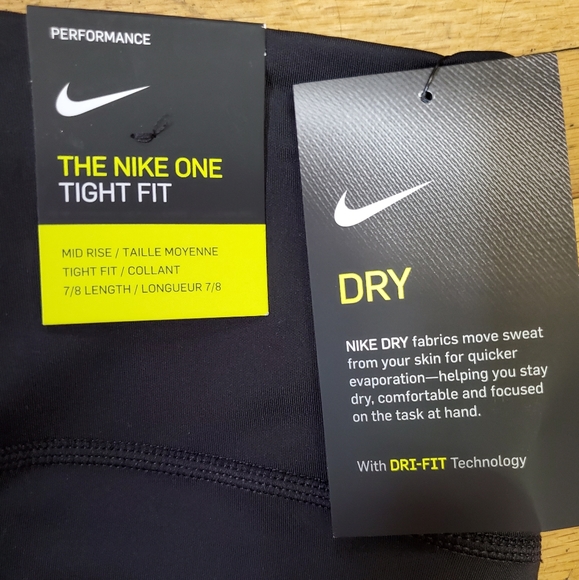 PERFORMANCE
THE NIKE ONE
TIGHT FIT
MID RISE / TAILLE MOYENNE
TIGHT FIT / COLLANT
7/8 LENGTH / LONGUEUR 7/8
DRY
NIKE DRY fabrics move sweat
from your skin for quicker
evaporation—helping you stay
dry, comfortable and focused
on the task at hand.
With DRI-FIT Technology